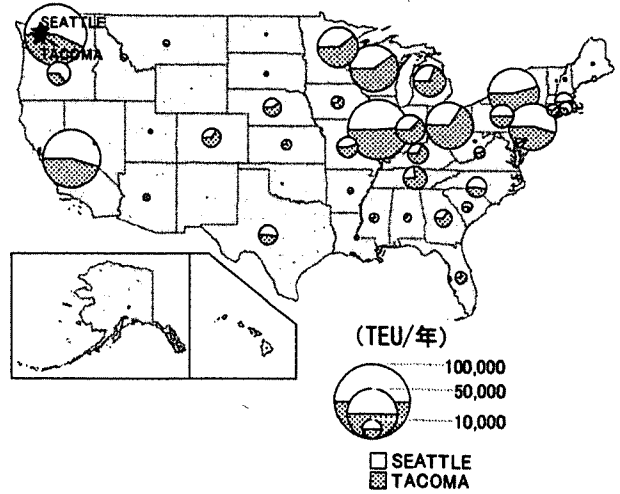 SEATTLE
TACOMA
(TEU/年)
100,000
50,000
10,000
SEATTLE
TACOMA